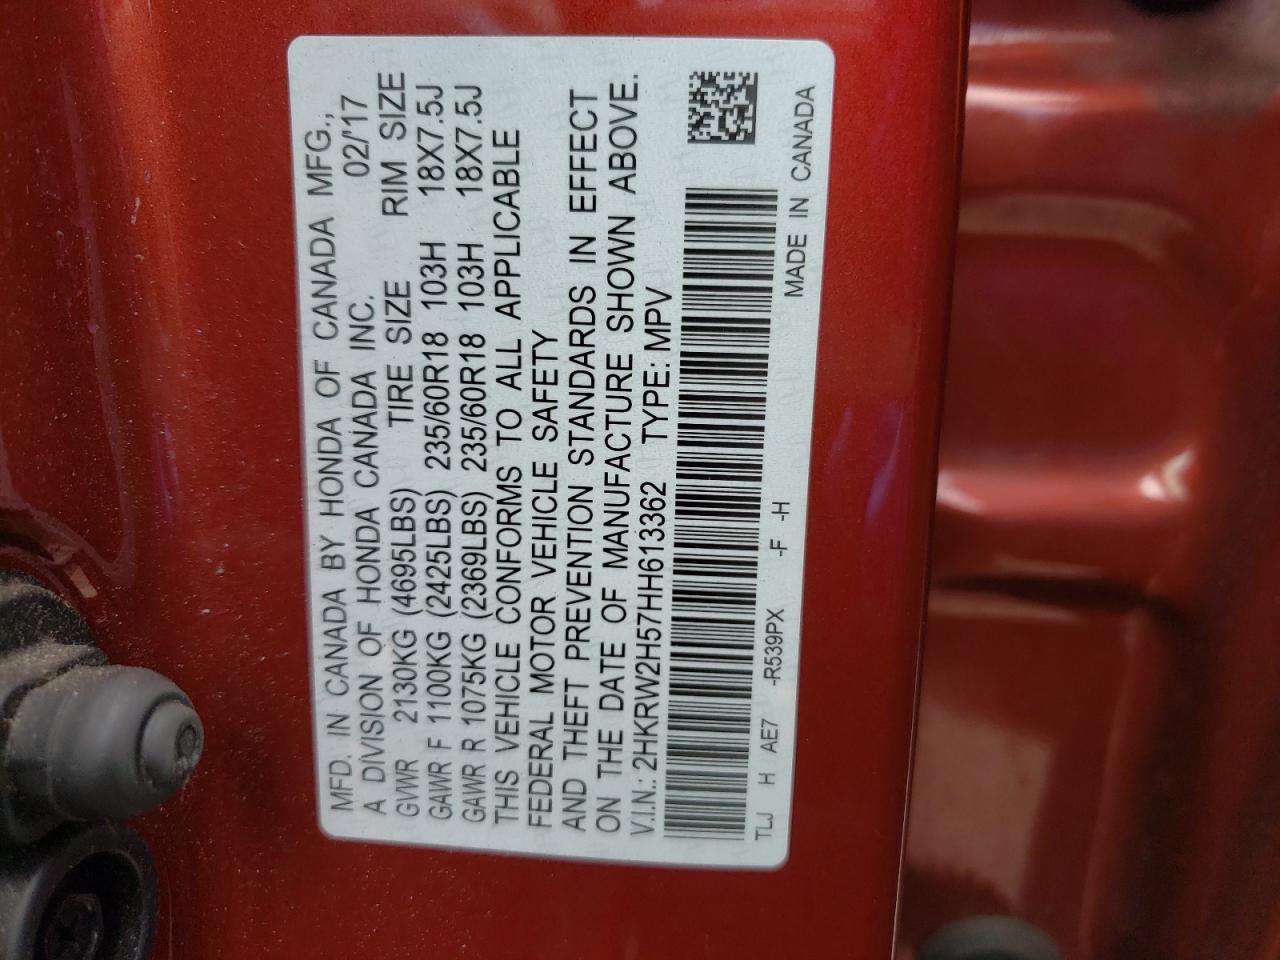 MFD. IN CANADA BY HONDA OF CANADA MFG.,
A DIVISION OF HONDA CANADA INC. 02/'17
GVWR 2130KG (4695LBS) TIRE SIZE RIM SIZE
GAWR F 1100KG (2425LBS) 235/60R18 103H 18X7.5J
GAWR R 1075KG (2369LBS) 235/60R18 103H 18X7.5J
THIS VEHICLE CONFORMS TO ALL APPLICABLE
FEDERAL MOTOR VEHICLE SAFETY
AND THEFT PREVENTION STANDARDS IN EFFECT
ON THE DATE OF MANUFACTURE SHOWN ABOVE.
V.I.N.: 2HKRW2H57HH613362 TYPE: MPV
TLJ H AE7 -R539PX -F -H
MADE IN CANADA